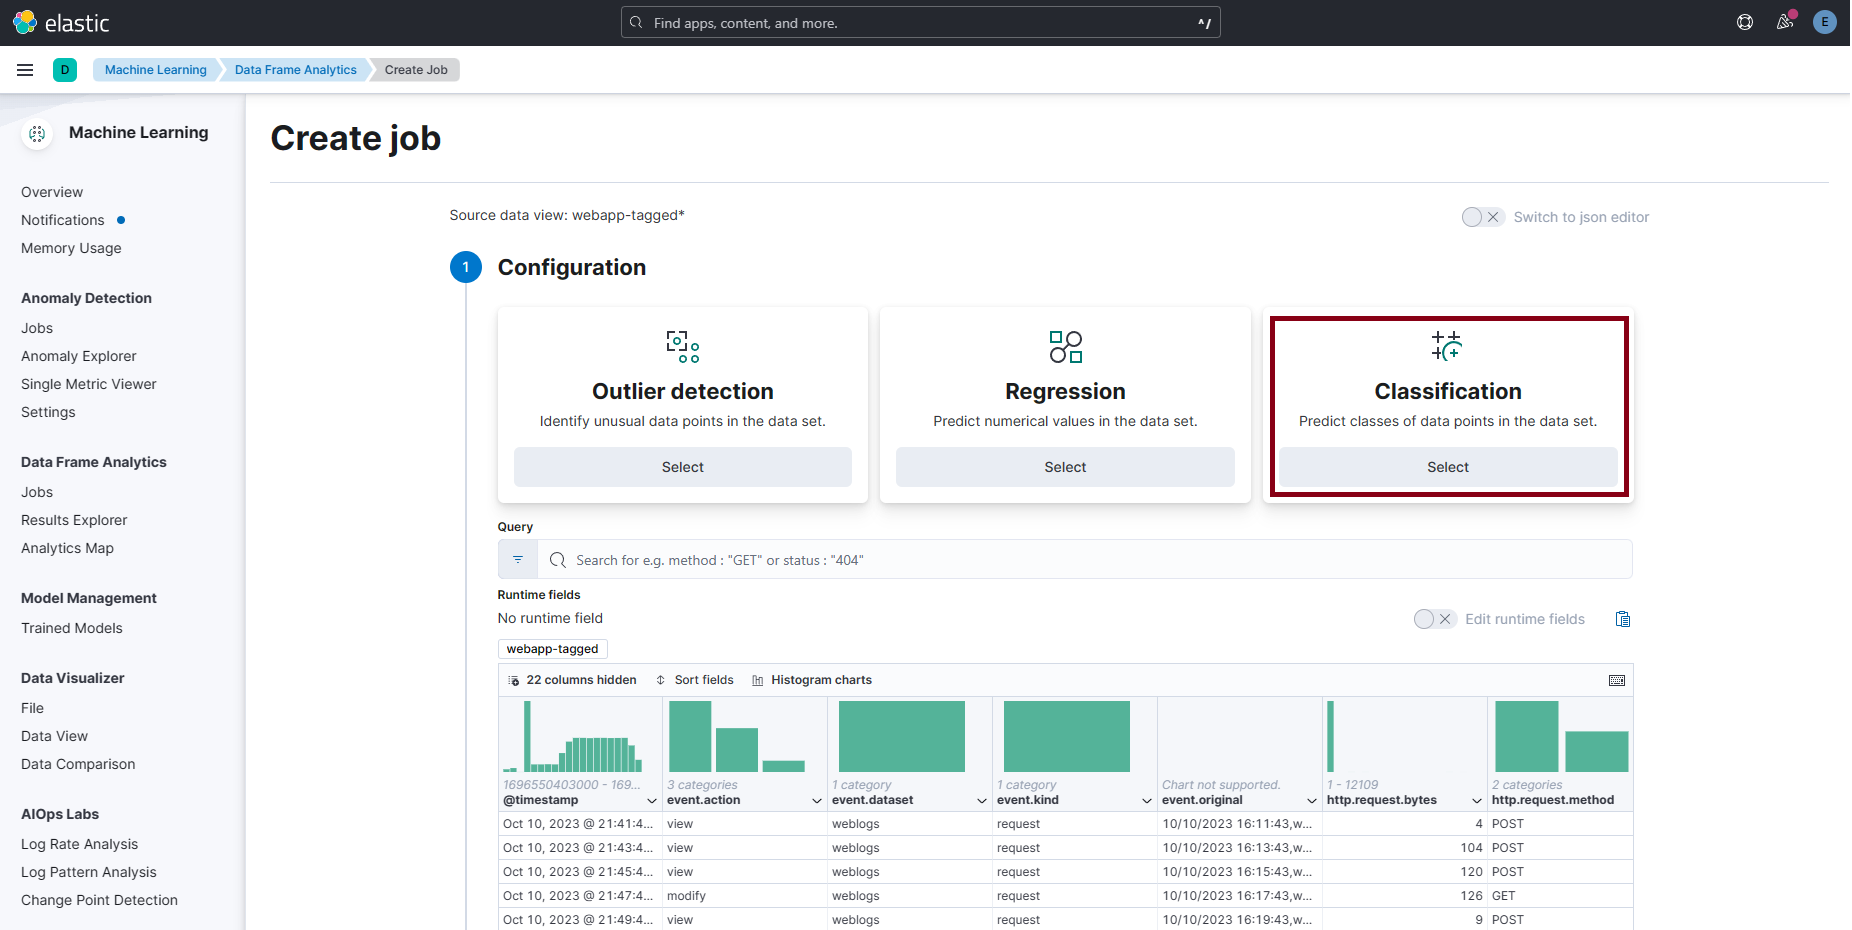 elastic
Find apps, content, and more.
^/
E
D
Machine Learning
Data Frame Analytics
Create Job
Machine Learning
Overview
Notifications
Memory Usage
Anomaly Detection
Jobs
Anomaly Explorer
Single Metric Viewer
Settings
Data Frame Analytics
Jobs
Results Explorer
Analytics Map
Model Management
Trained Models
Data Visualizer
File
Data View
Data Comparison
AIOps Labs
Log Rate Analysis
Log Pattern Analysis
Change Point Detection
Create job
Source data view: webapp-tagged*
Switch to json editor
1
Configuration
Outlier detection
Identify unusual data points in the data set.
Select
Regression
Predict numerical values in the data set.
Select
Classification
Predict classes of data points in the data set.
Select
Query
Search for e.g. method : "GET" or status : "404"
Runtime fields
No runtime field
Edit runtime fields
webapp-tagged
22 columns hidden
Sort fields
Histogram charts
1696550403000 - 169... 3 categories 1 category 1 category Chart not supported. 1 - 12109 2 categories
@timestamp event.action event.dataset event.kind event.original http.request.bytes http.request.method
Oct 10, 2023 @ 21:41:4... view weblogs request 10/10/2023 16:11:43,w... 4 POST
Oct 10, 2023 @ 21:43:4... view weblogs request 10/10/2023 16:13:43,w... 104 POST
Oct 10, 2023 @ 21:45:4... view weblogs request 10/10/2023 16:15:43,w... 120 POST
Oct 10, 2023 @ 21:47:4... modify weblogs request 10/10/2023 16:17:43,w... 126 GET
Oct 10, 2023 @ 21:49:4... view weblogs request 10/10/2023 16:19:43,w... 9 POST